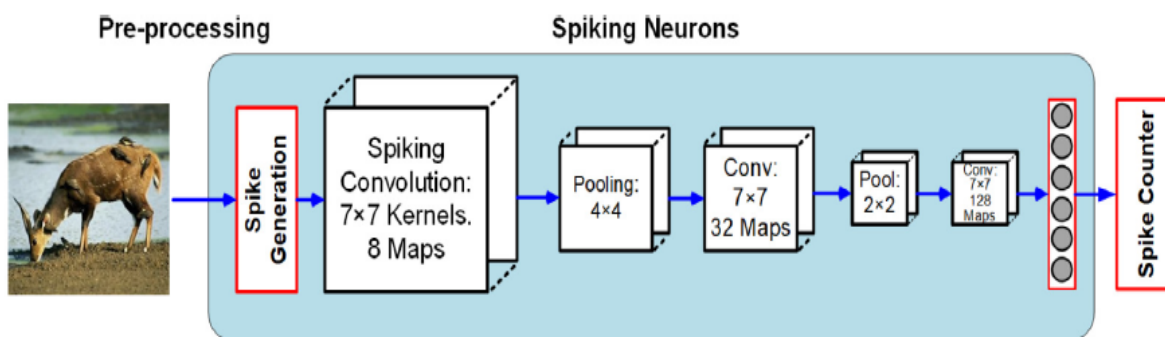 Pre-processing
Spiking Neurons
Spike
Generation
Spiking
Convolution:
7×7 Kernels.
8 Maps
Pooling:
4×4
Conv:
7×7
32 Maps
Pool:
2×2
Conv:
7×7
128
Maps
Spike Counter